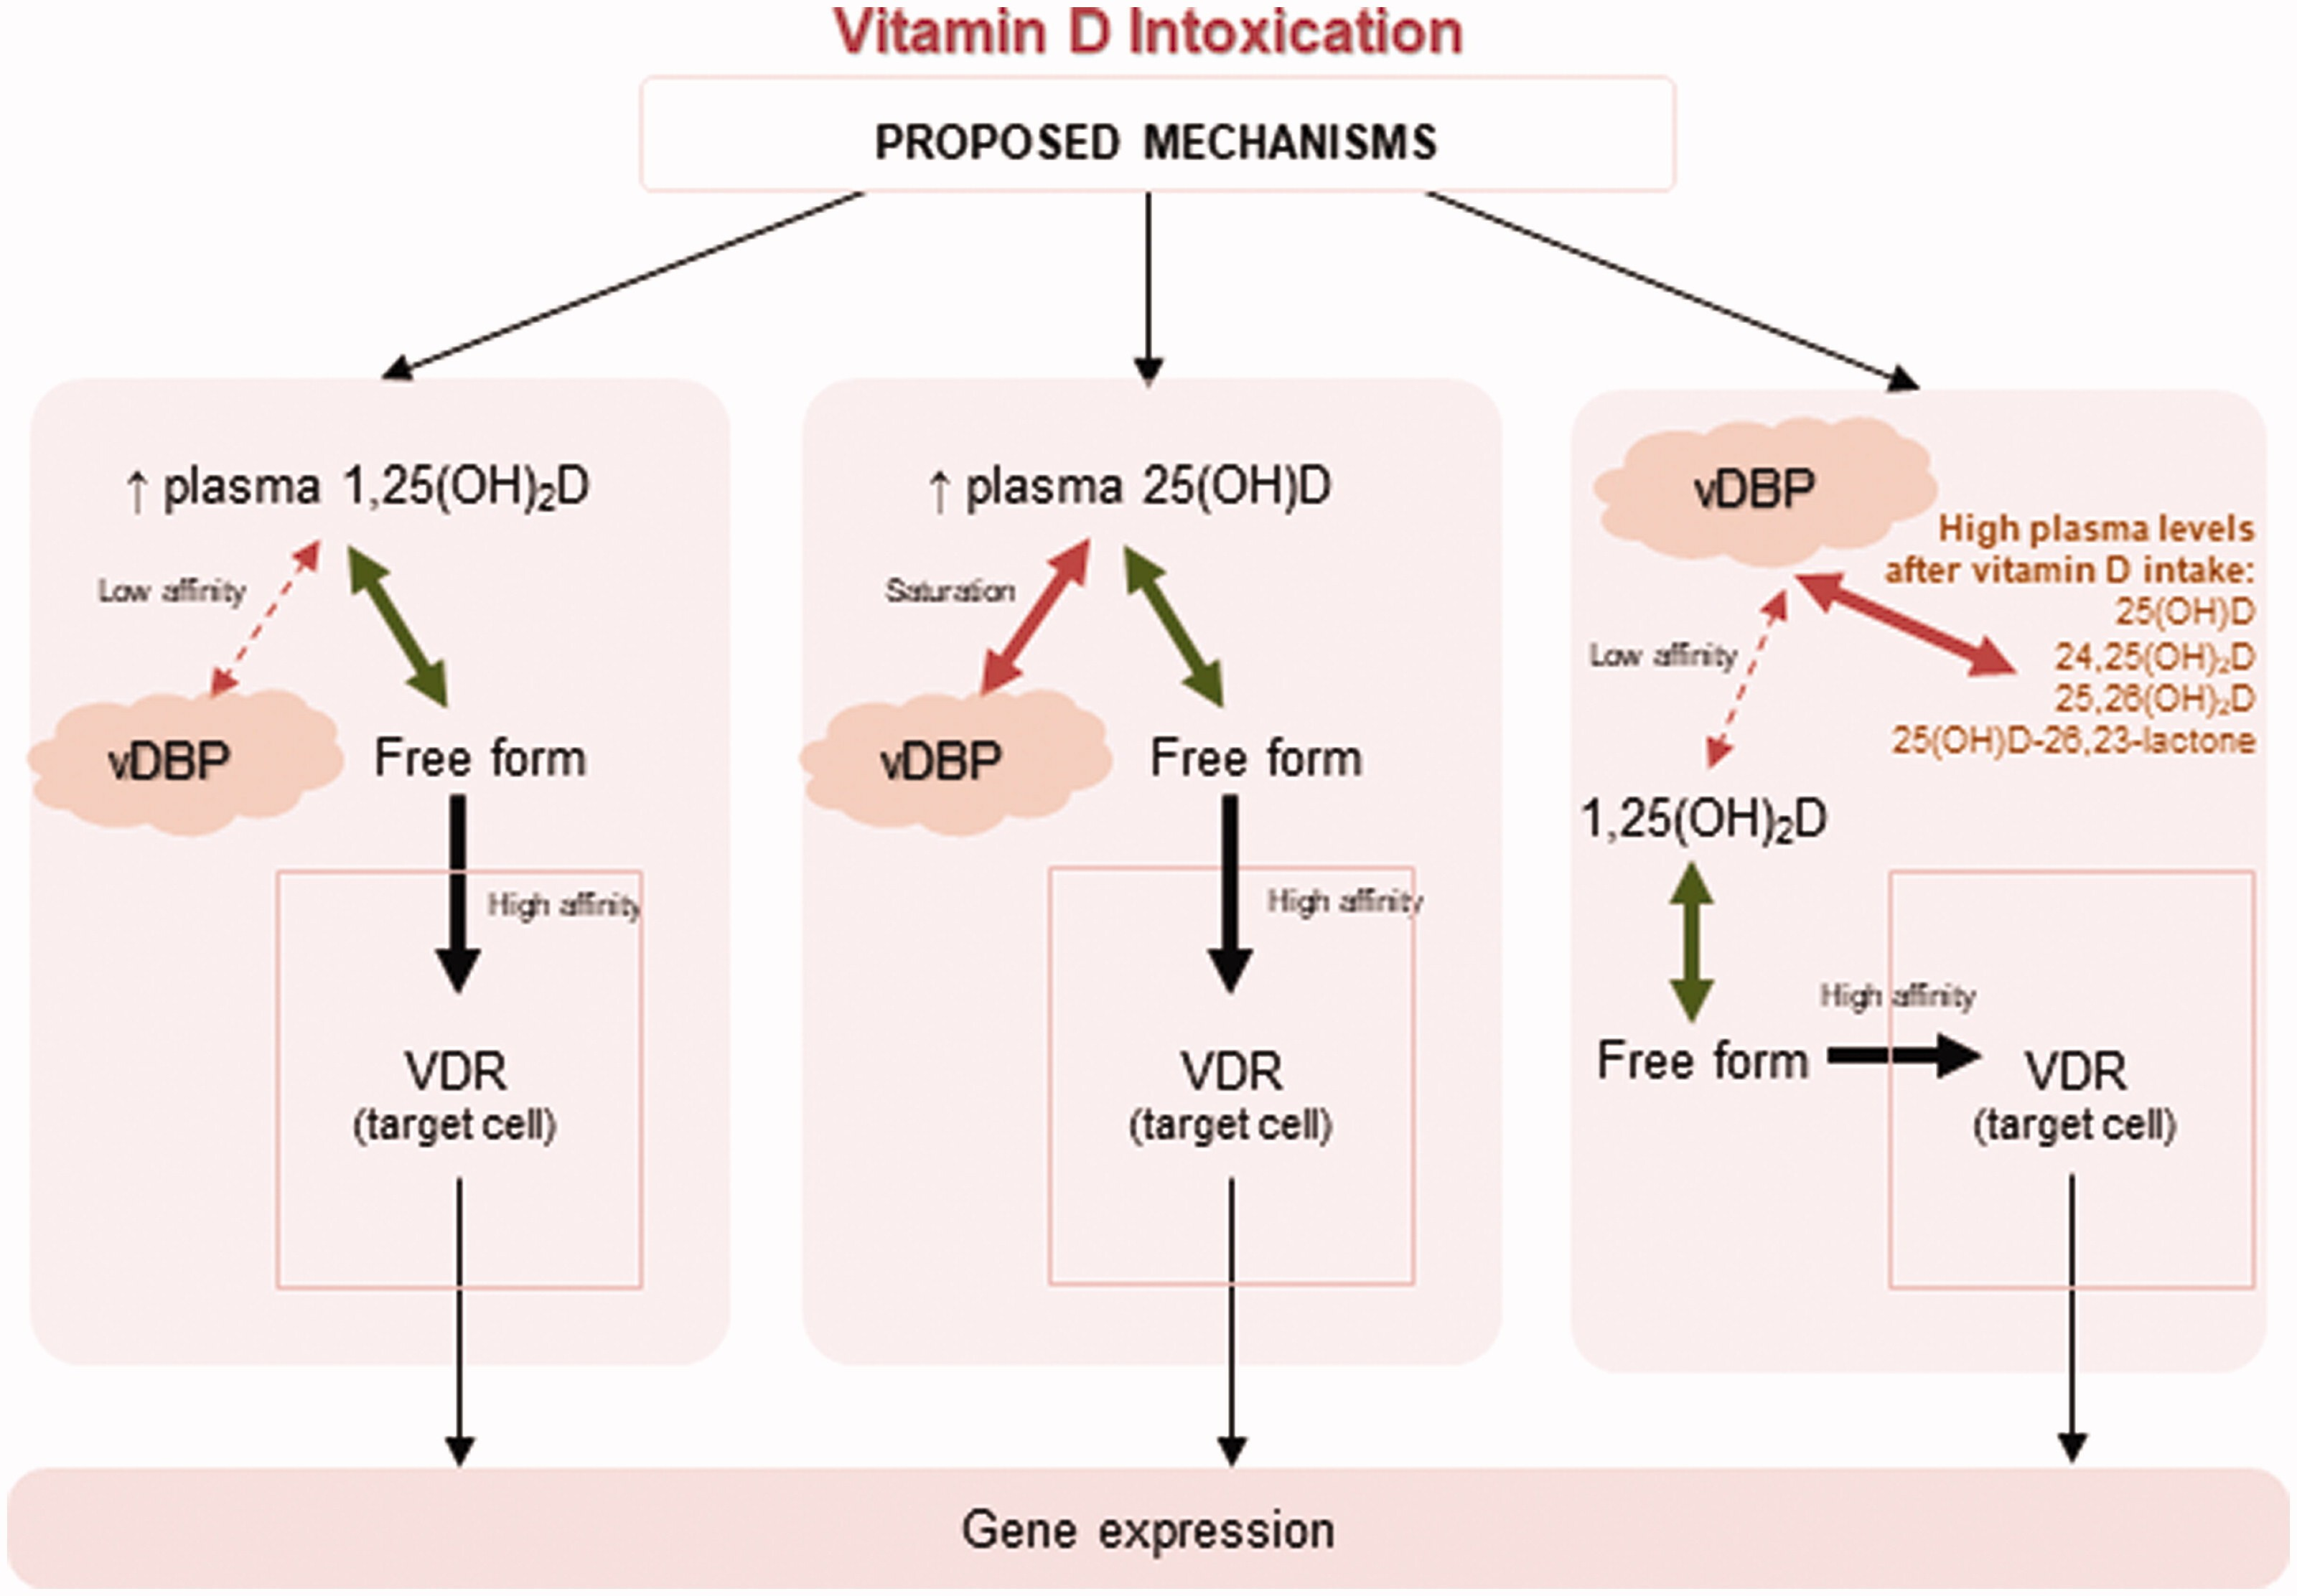 Vitamin D Intoxication
PROPOSED MECHANISMS
↑ plasma 1,25(OH)₂D
Low affinity
vDBP
Free form
High affinity
VDR
(target cell)
↑ plasma 25(OH)D
Saturation
vDBP
Free form
High affinity
VDR
(target cell)
vDBP
High plasma levels
after vitamin D intake:
25(OH)D
24,25(OH)₂D
25,26(OH)₂D
25(OH)D-26,23-lactone
Low affinity
1,25(OH)₂D
High affinity
Free form
VDR
(target cell)
Gene expression